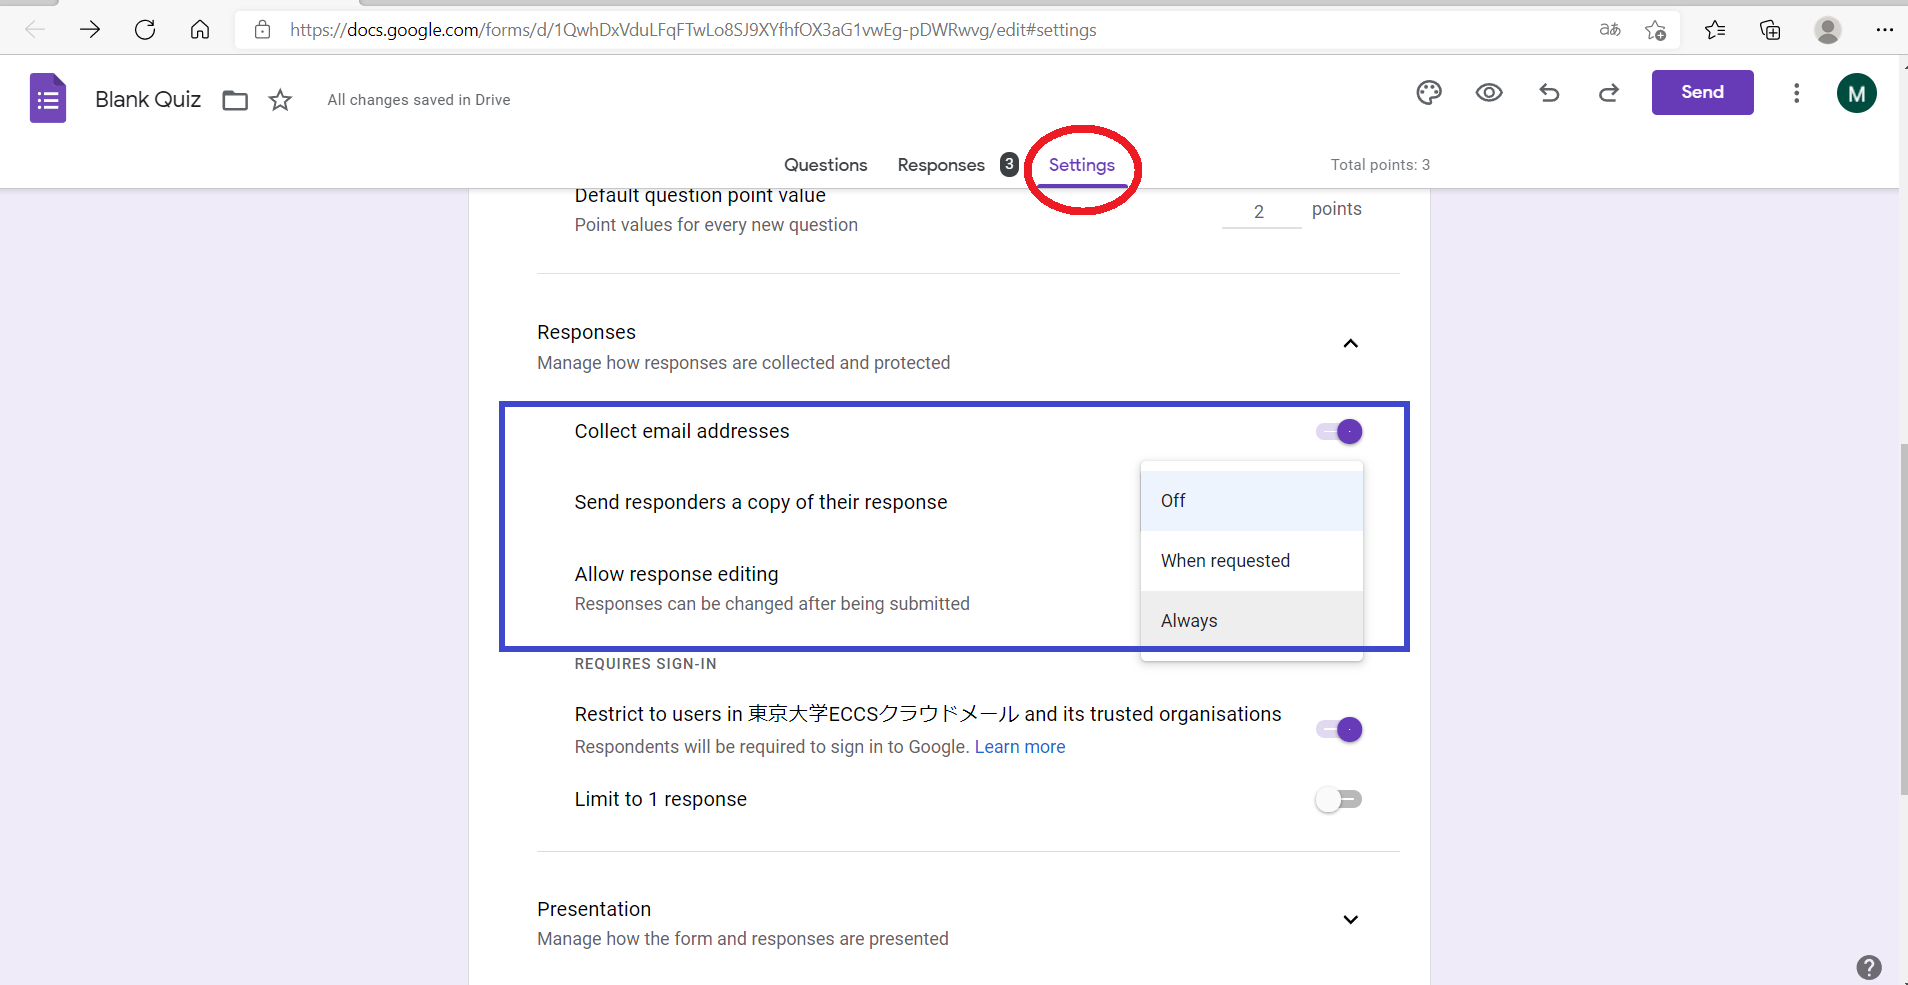 https://docs.google.com/forms/d/1QwhDxVduLFqFTwLo8SJ9XYfhfOX3aG1vwEg-pDWRwvg/edit#settings
aあ
Blank Quiz
All changes saved in Drive
Send
M
Questions
Responses 3
Settings
Total points: 3
Default question point value
Point values for every new question
2 points
Responses
Manage how responses are collected and protected
Collect email addresses
Send responders a copy of their response
Off
When requested
Always
Allow response editing
Responses can be changed after being submitted
REQUIRES SIGN-IN
Restrict to users in 東京大学ECCSクラウドメール and its trusted organisations
Respondents will be required to sign in to Google. Learn more
Limit to 1 response
Presentation
Manage how the form and responses are presented
?